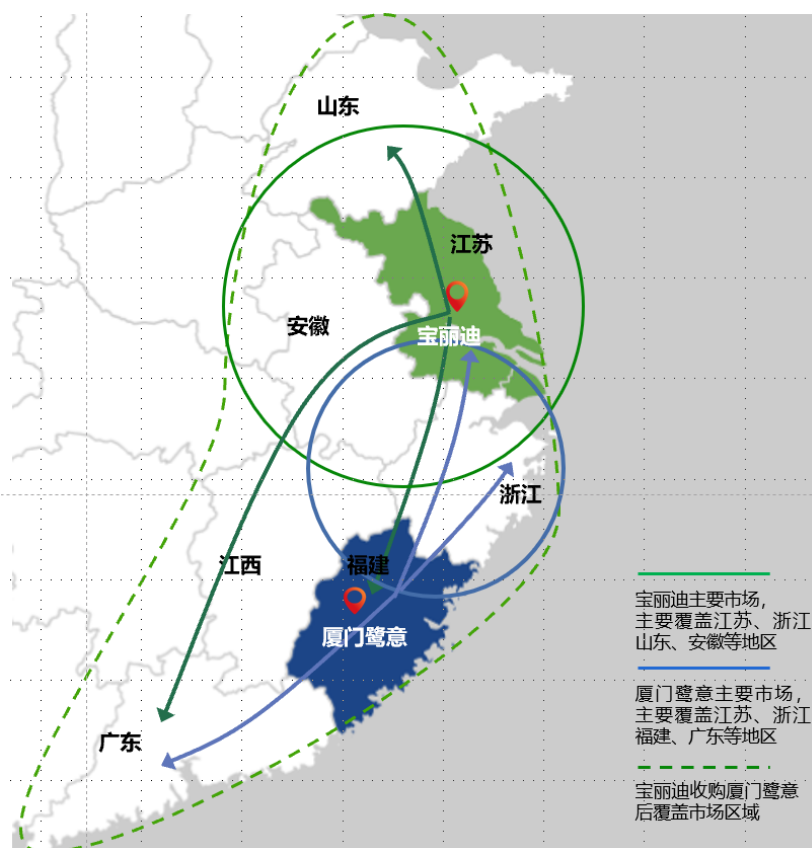 山东
江苏
安徽
宝丽迪
浙江
江西
福建
厦门鹭意
广东
宝丽迪主要市场，
主要覆盖江苏、浙江
山东、安徽等地区
厦门鹭意主要市场，
主要覆盖江苏、浙江
福建、广东等地区
宝丽迪收购厦门鹭意
后覆盖市场区域